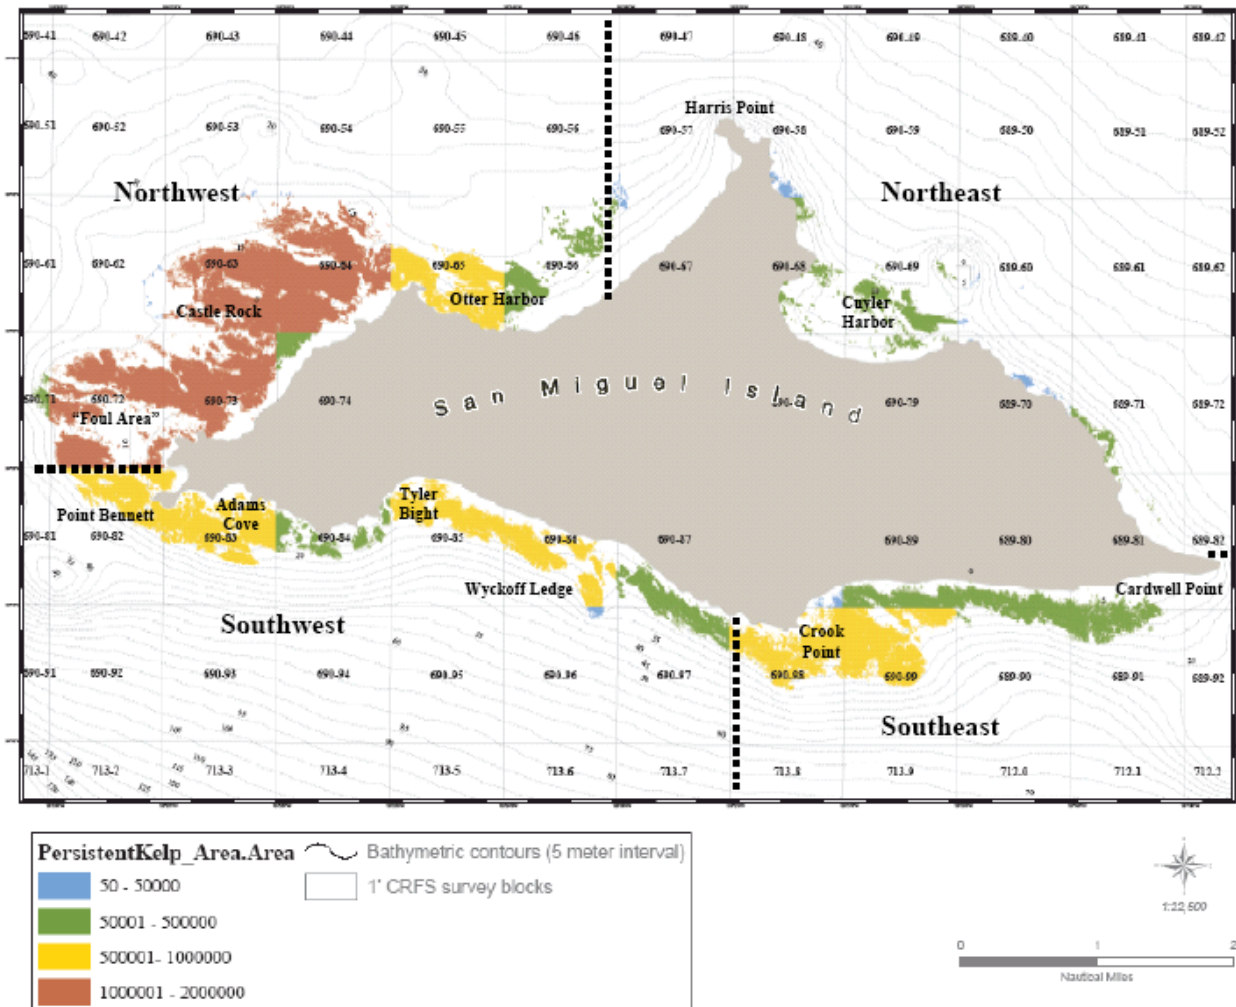 690-41 690-42 690-43 690-44 690-45 690-46 690-47 690-48 690-49 689-40 689-41 689-42
Harris Point
690-51 690-52 690-53 690-54 690-55 690-56 690-57 690-58 690-59 689-50 689-51 689-52
Northwest
Northeast
690-61 690-62 690-63 690-64 690-65 690-66 690-67 690-68 690-69 689-60 689-61 689-62
Castle Rock
Otter Harbor
Cuyler
Harbor
San Miguel Island
690-71 690-72 690-73 690-74 690-79 689-70 689-71 689-72
"Foul Area"
Point Bennett
Adams
Cove
Tyler
Bight
690-81 690-82 690-83 690-84 690-85 690-86 690-87 690-89 689-80 689-81 689-82
Wyckoff Ledge
Cardwell Point
Southwest
Crook
Point
690-91 690-92 690-93 690-94 690-95 690-96 690-97 690-98 690-99 689-90 689-91 689-92
Southeast
713-1 713-2 713-3 713-4 713-5 713-6 713-7 713-8 713-9 712-0 712-1
PersistentKelp_Area.Area
Bathymetric contours (5 meter interval)
50 - 50000
1' CRFS survey blocks
50001 - 500000
500001- 1000000
1000001 - 2000000
1:22,500
0 1 2
Nautical Miles